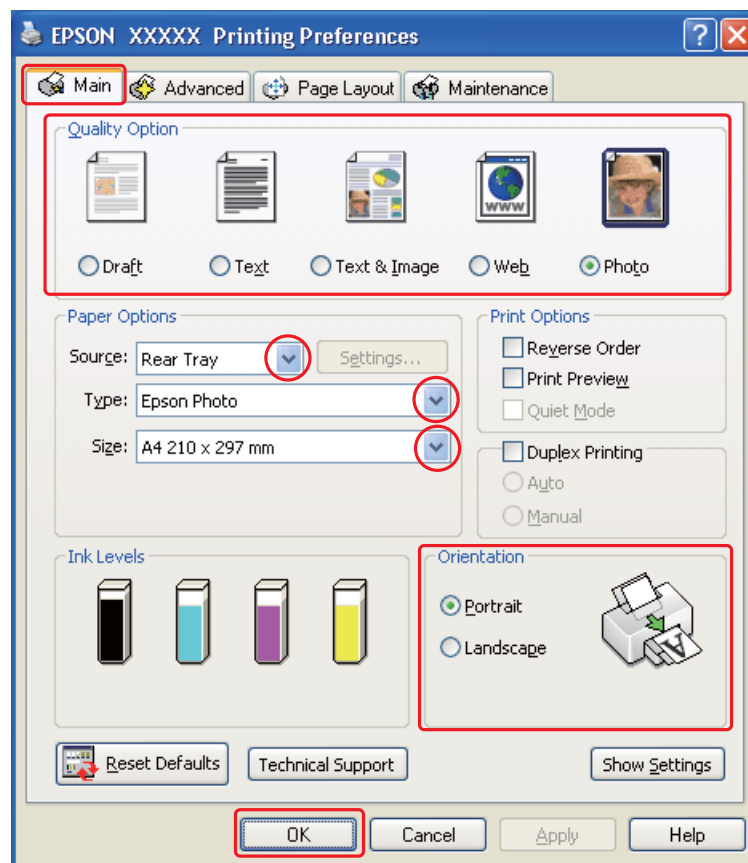 EPSON XXXXX Printing Preferences
Main Advanced Page Layout Maintenance
Quality Option
WWW
Draft Text Text & Image Web Photo
Paper Options
Source: Rear Tray Settings...
Type: Epson Photo
Size: A4 210 x 297 mm
Print Options
Reverse Order
Print Preview
Quiet Mode
Duplex Printing
Auto
Manual
Ink Levels
Orientation
Portrait
Landscape
A
Reset Defaults Technical Support Show Settings
OK Cancel Apply Help